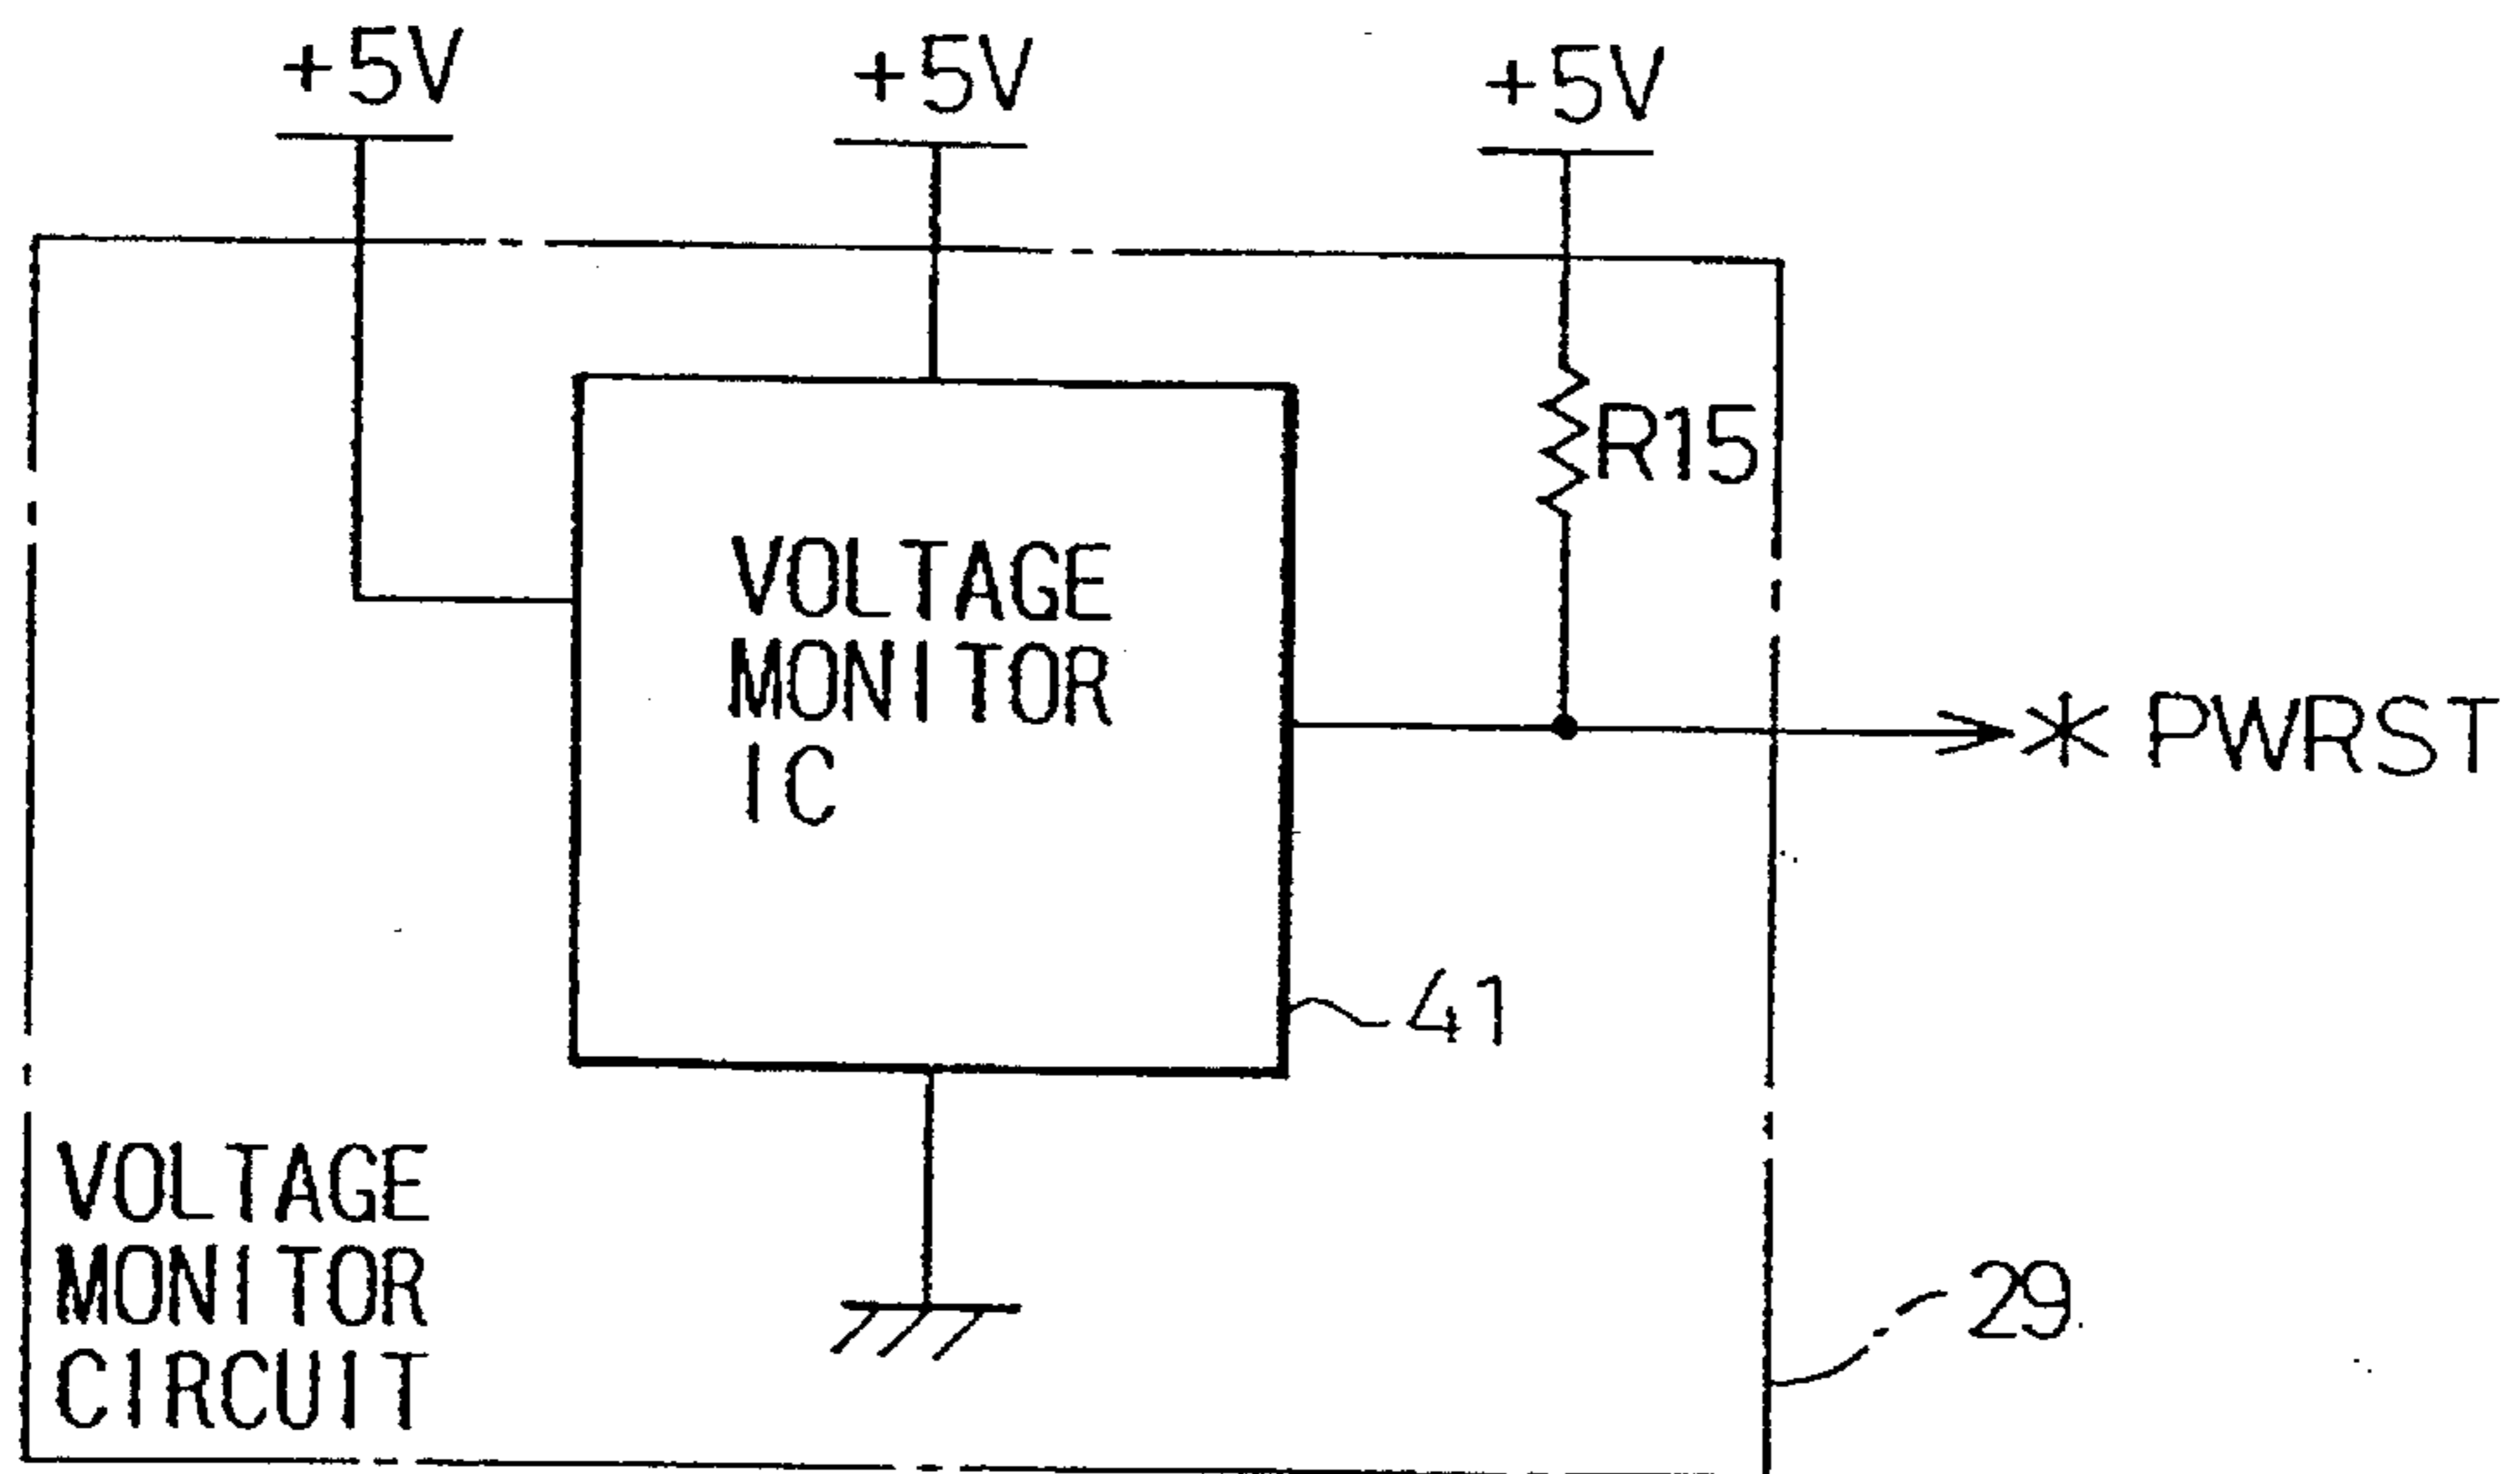 +5V
+5V
+5V
R15
VOLTAGE
MONITOR
IC
* PWRST
41
VOLTAGE
MONITOR
CIRCUIT
29